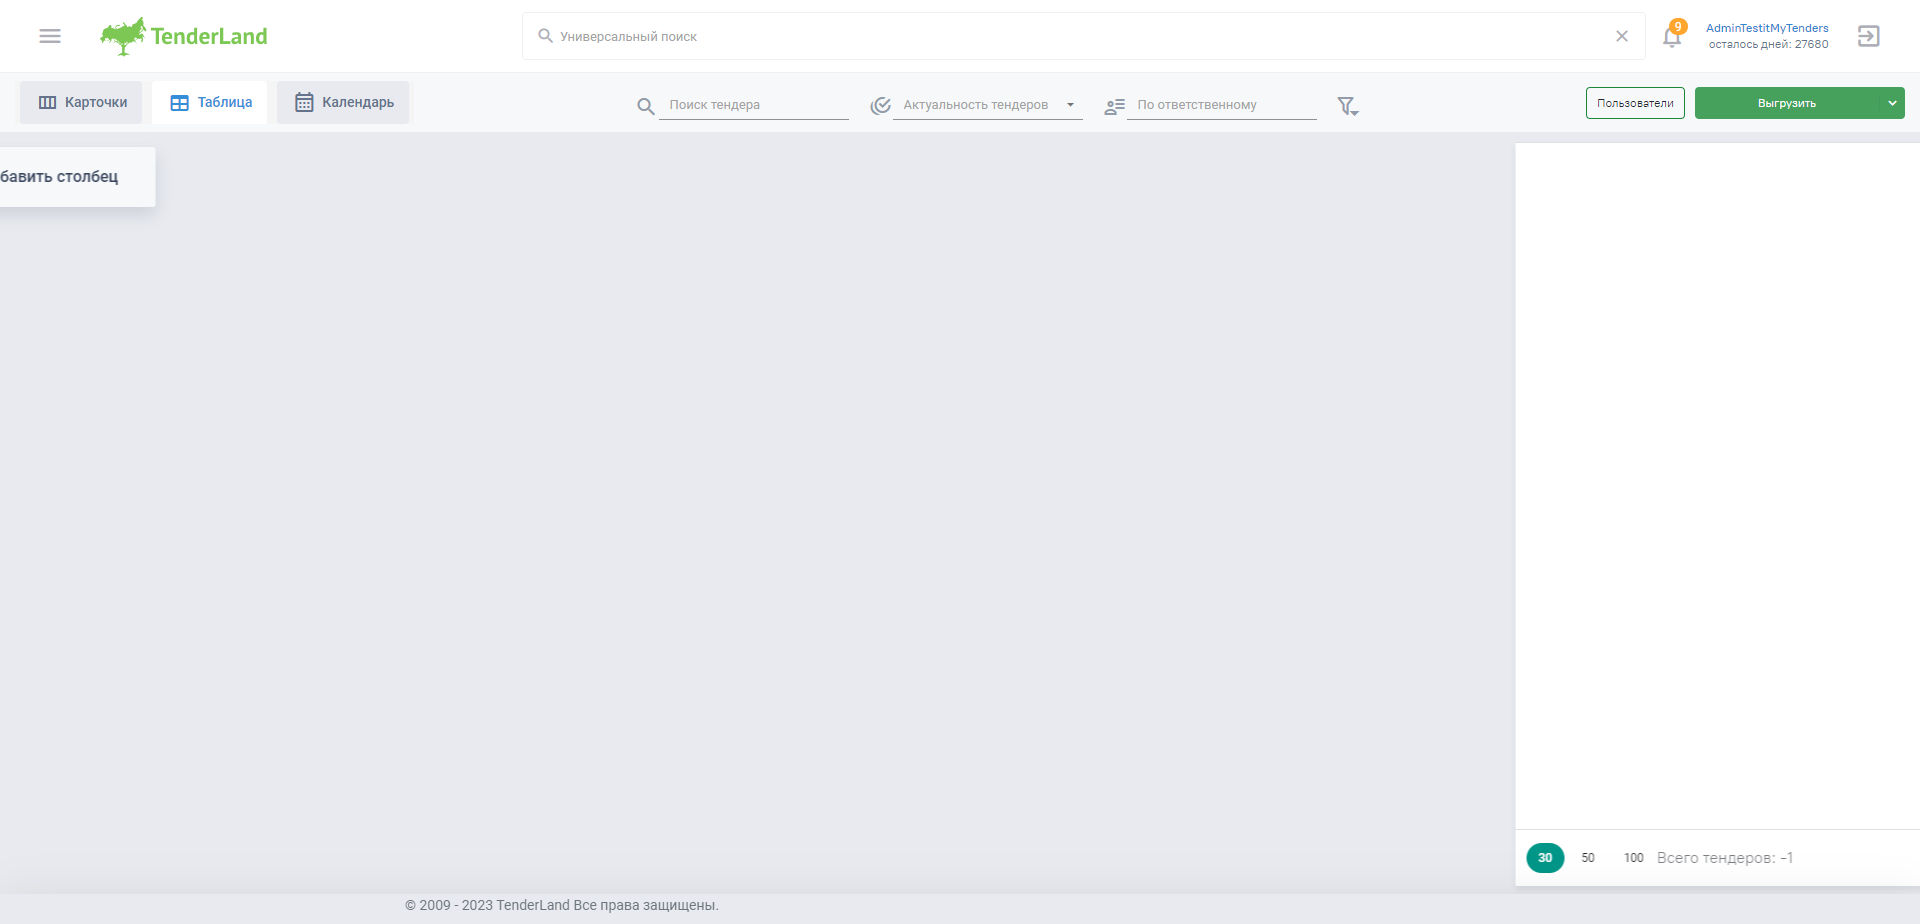 TenderLand
Универсальный поиск
9
AdminTestitMyTenders
осталось дней: 27680
Карточки
Таблица
Календарь
Поиск тендера
Актуальность тендеров
По ответственному
Пользователи
Выгрузить
бавить столбец
30
50
100
Всего тендеров: -1
© 2009 - 2023 TenderLand Все права защищены.